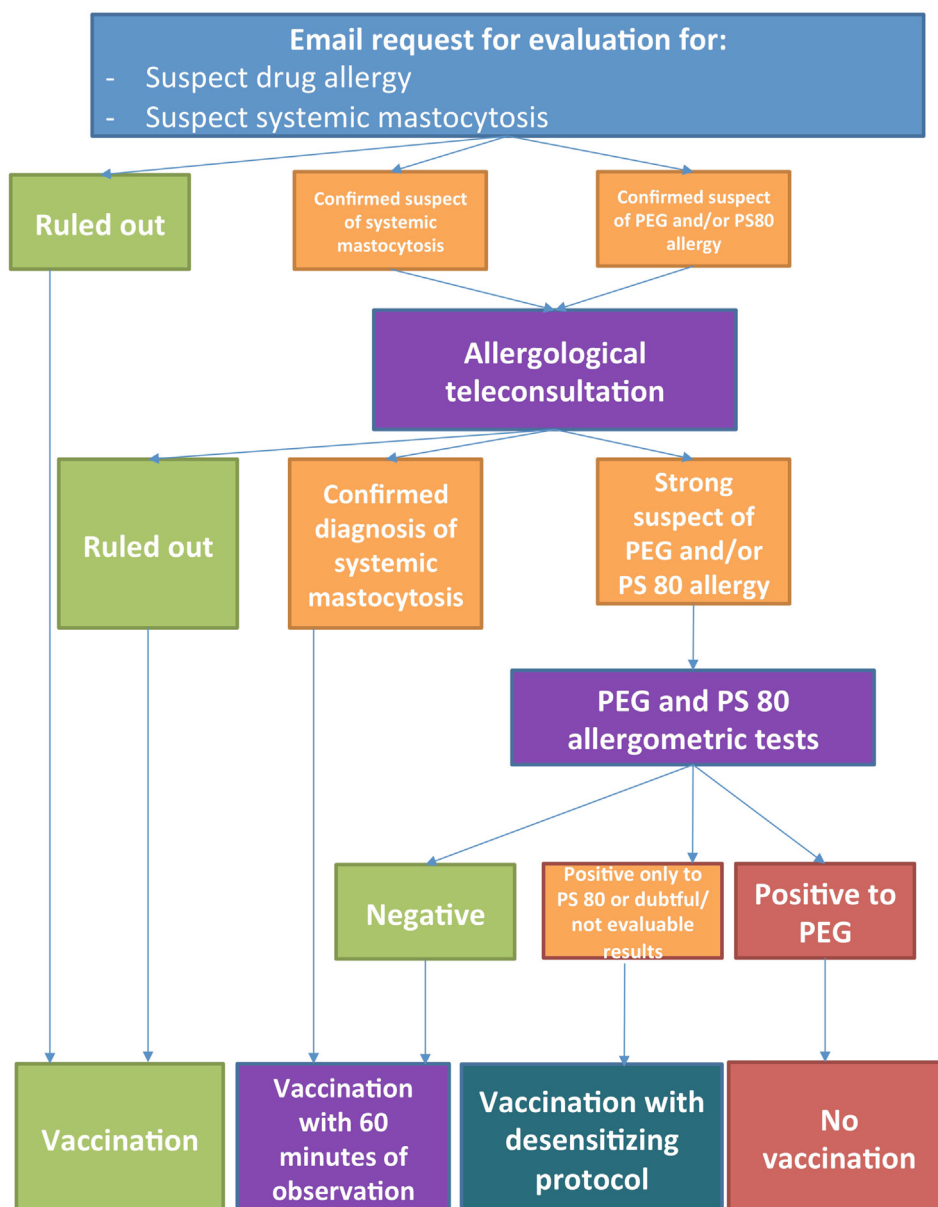 Email request for evaluation for:
- Suspect drug allergy
- Suspect systemic mastocytosis
Ruled out
Confirmed suspect
of systemic
mastocytosis
Confirmed suspect
of PEG and/or PS80
allergy
Allergological
teleconsultation
Ruled out
Confirmed
diagnosis of
systemic
mastocytosis
Strong
suspect of
PEG and/or
PS 80 allergy
PEG and PS 80
allergometric tests
Negative
Positive only to
PS 80 or dubtful/
not evaluable
results
Positive to
PEG
Vaccination
Vaccination
with 60
minutes of
observation
Vaccination with
desensitizing
protocol
No
vaccination